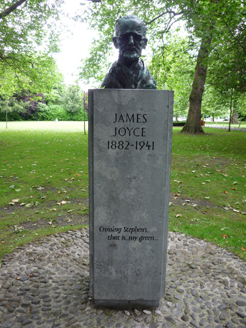 JAMES
JOYCE
1882-1941
Crossing Stephen's,
that is, my green...